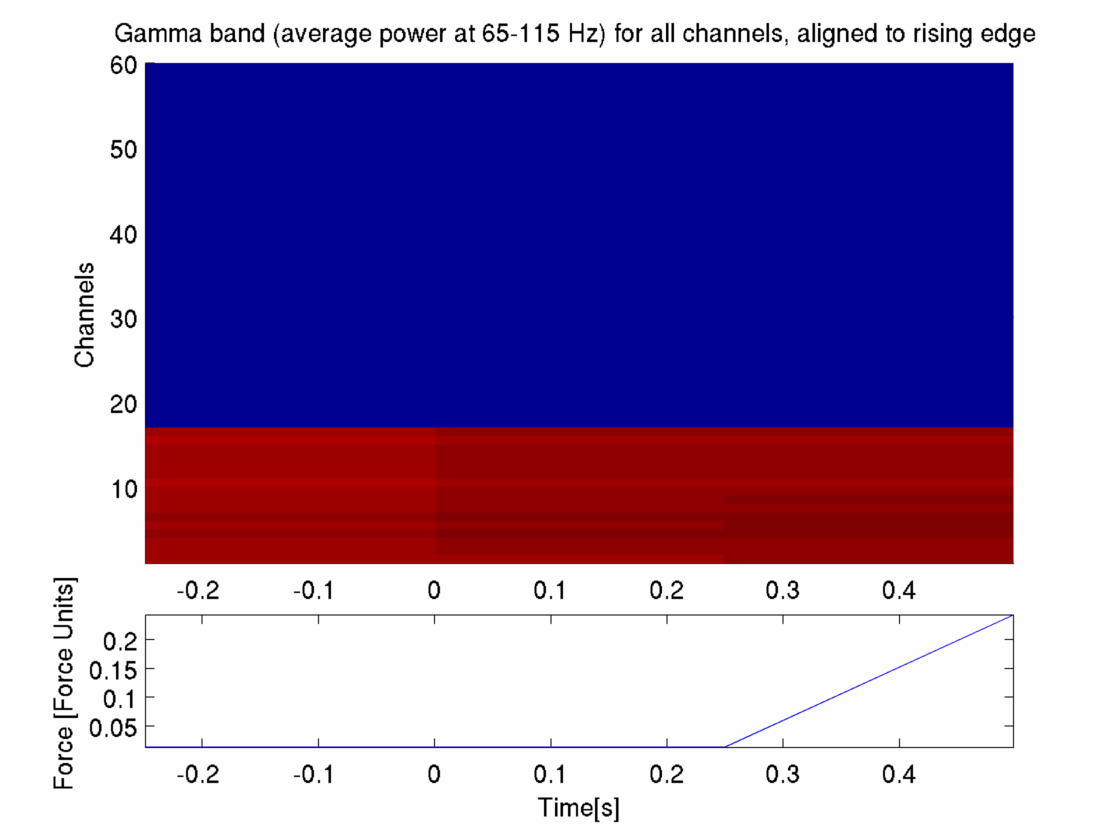 Gamma band (average power at 65-115 Hz) for all channels, aligned to rising edge
60
50
40
30
20
10
Channels
-0.2 -0.1 0 0.1 0.2 0.3 0.4
Force [Force Units]
0.2
0.15
0.1
0.05
-0.2 -0.1 0 0.1 0.2 0.3 0.4
Time[s]